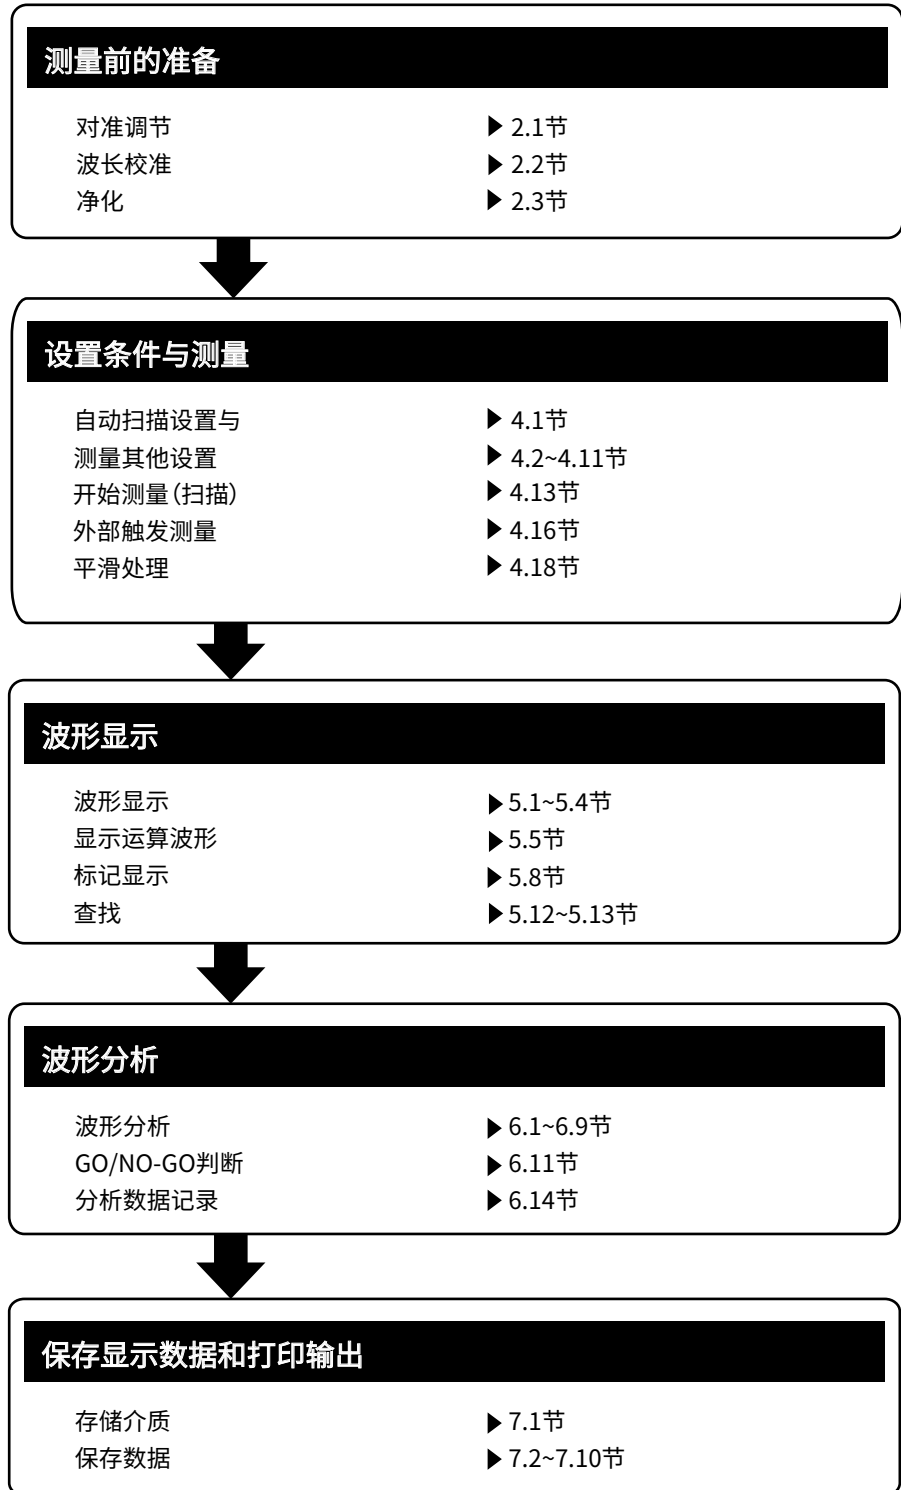 测量前的准备
对准调节 ▶ 2.1节
波长校准 ▶ 2.2节
净化 ▶ 2.3节
设置条件与测量
自动扫描设置与 ▶ 4.1节
测量其他设置 ▶ 4.2~4.11节
开始测量(扫描) ▶ 4.13节
外部触发测量 ▶ 4.16节
平滑处理 ▶ 4.18节
波形显示
波形显示 ▶ 5.1~5.4节
显示运算波形 ▶ 5.5节
标记显示 ▶ 5.8节
查找 ▶ 5.12~5.13节
波形分析
波形分析 ▶ 6.1~6.9节
GO/NO-GO判断 ▶ 6.11节
分析数据记录 ▶ 6.14节
保存显示数据和打印输出
存储介质 ▶ 7.1节
保存数据 ▶ 7.2~7.10节